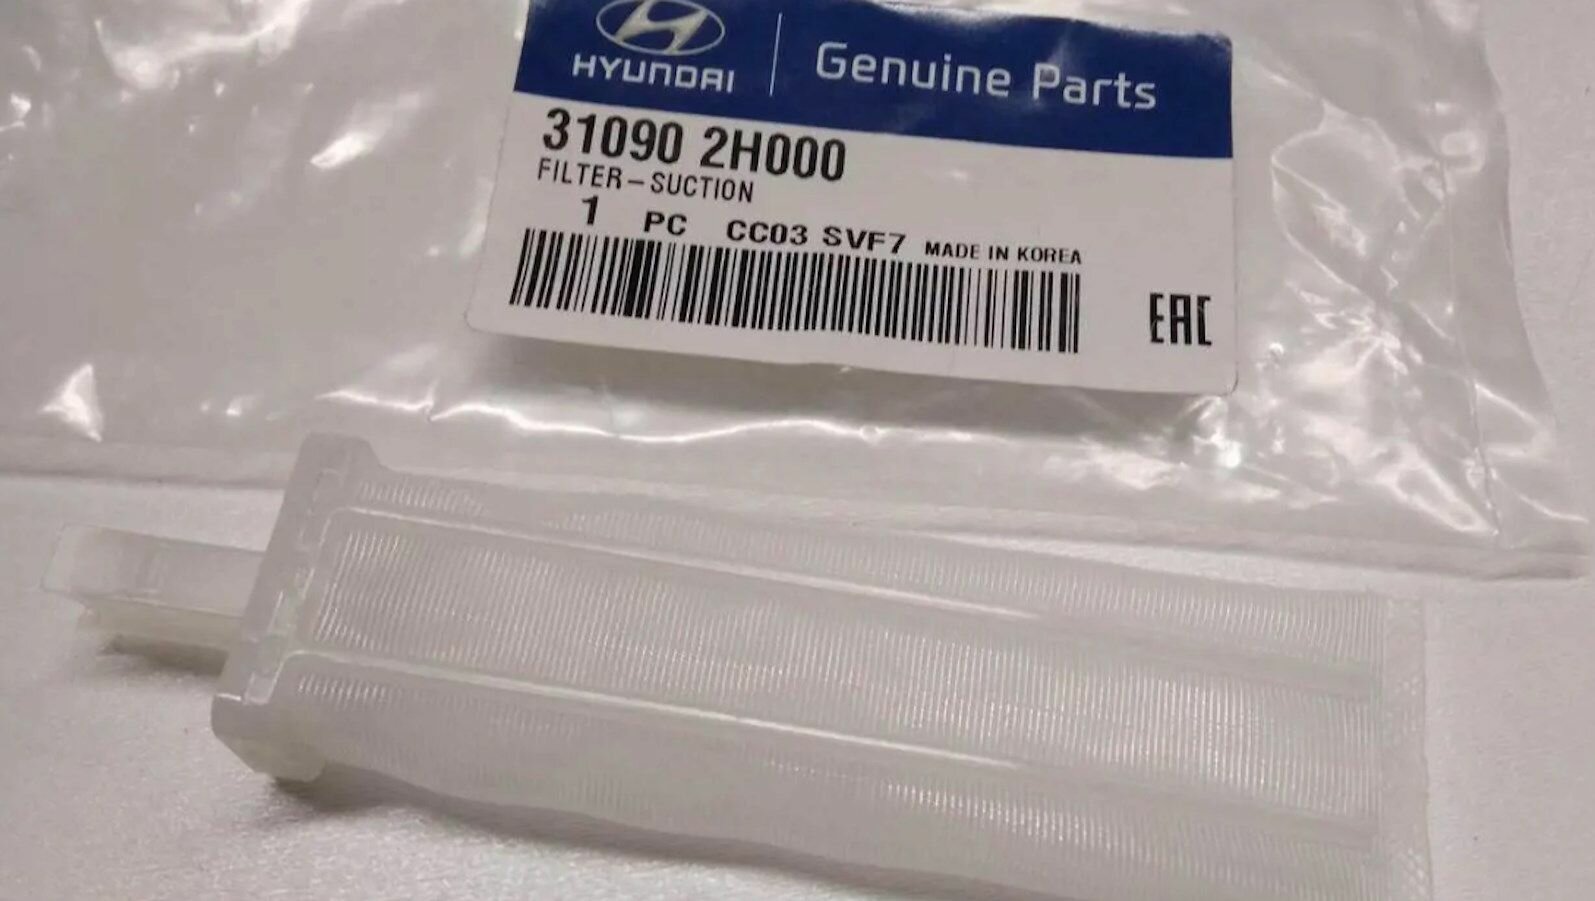 HYUNDAI
Genuine Parts
31090 2H000
FILTER-SUCTION
1 PC CC03 SVF7 MADE IN KOREA
EAC